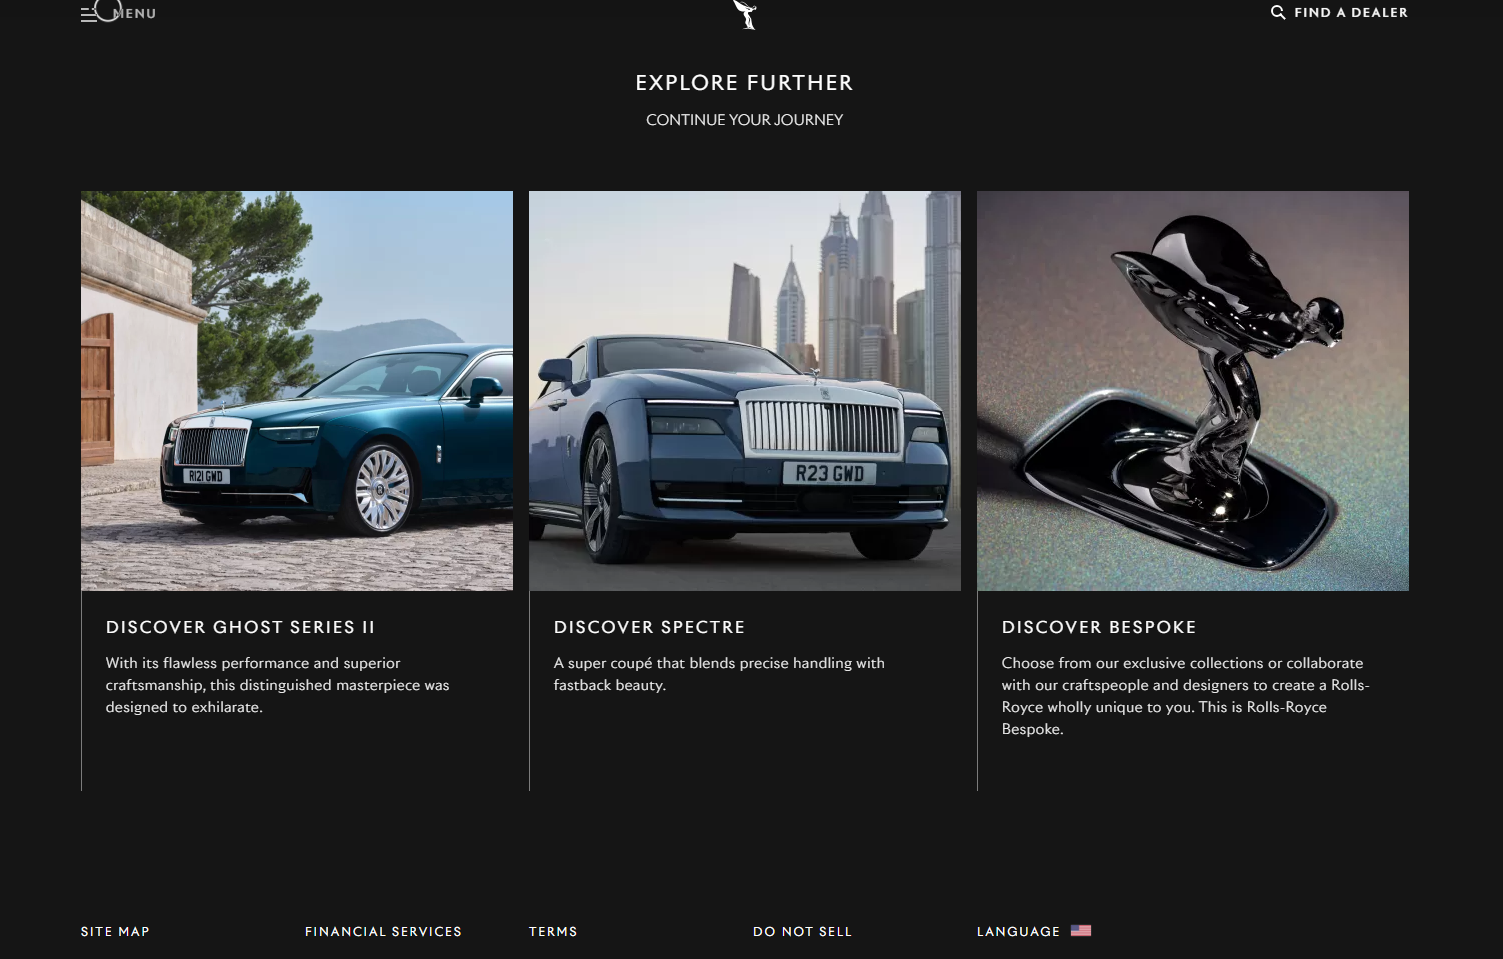 MENU
FIND A DEALER
EXPLORE FURTHER
CONTINUE YOUR JOURNEY
R121 GWD
R23 GWD
DISCOVER GHOST SERIES II
With its flawless performance and superior
craftsmanship, this distinguished masterpiece was
designed to exhilarate.
DISCOVER SPECTRE
A super coupé that blends precise handling with
fastback beauty.
DISCOVER BESPOKE
Choose from our exclusive collections or collaborate
with our craftspeople and designers to create a Rolls-
Royce wholly unique to you. This is Rolls-Royce
Bespoke.
SITE MAP
FINANCIAL SERVICES
TERMS
DO NOT SELL
LANGUAGE